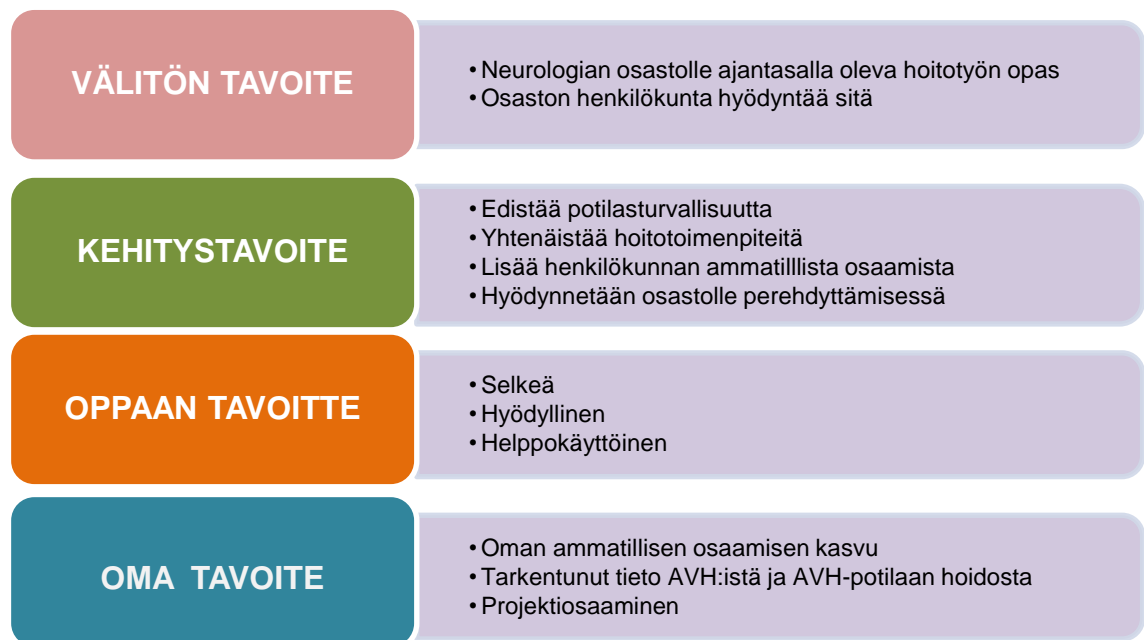 VÄLITÖN TAVOITE
• Neurologian osastolle ajantasalla oleva hoitotyön opas
• Osaston henkilökunta hyödyntää sitä
KEHITYSTAVOITE
• Edistää potilasturvallisuutta
• Yhtenäistää hoitotoimenpiteitä
• Lisää henkilökunnan ammatilllista osaamista
• Hyödynnetään osastolle perehdyttämisessä
OPPAAN TAVOITTE
• Selkeä
• Hyödyllinen
• Helppokäyttöinen
OMA TAVOITE
• Oman ammatillisen osaamisen kasvu
• Tarkentunut tieto AVH:istä ja AVH-potilaan hoidosta
• Projektiosaaminen